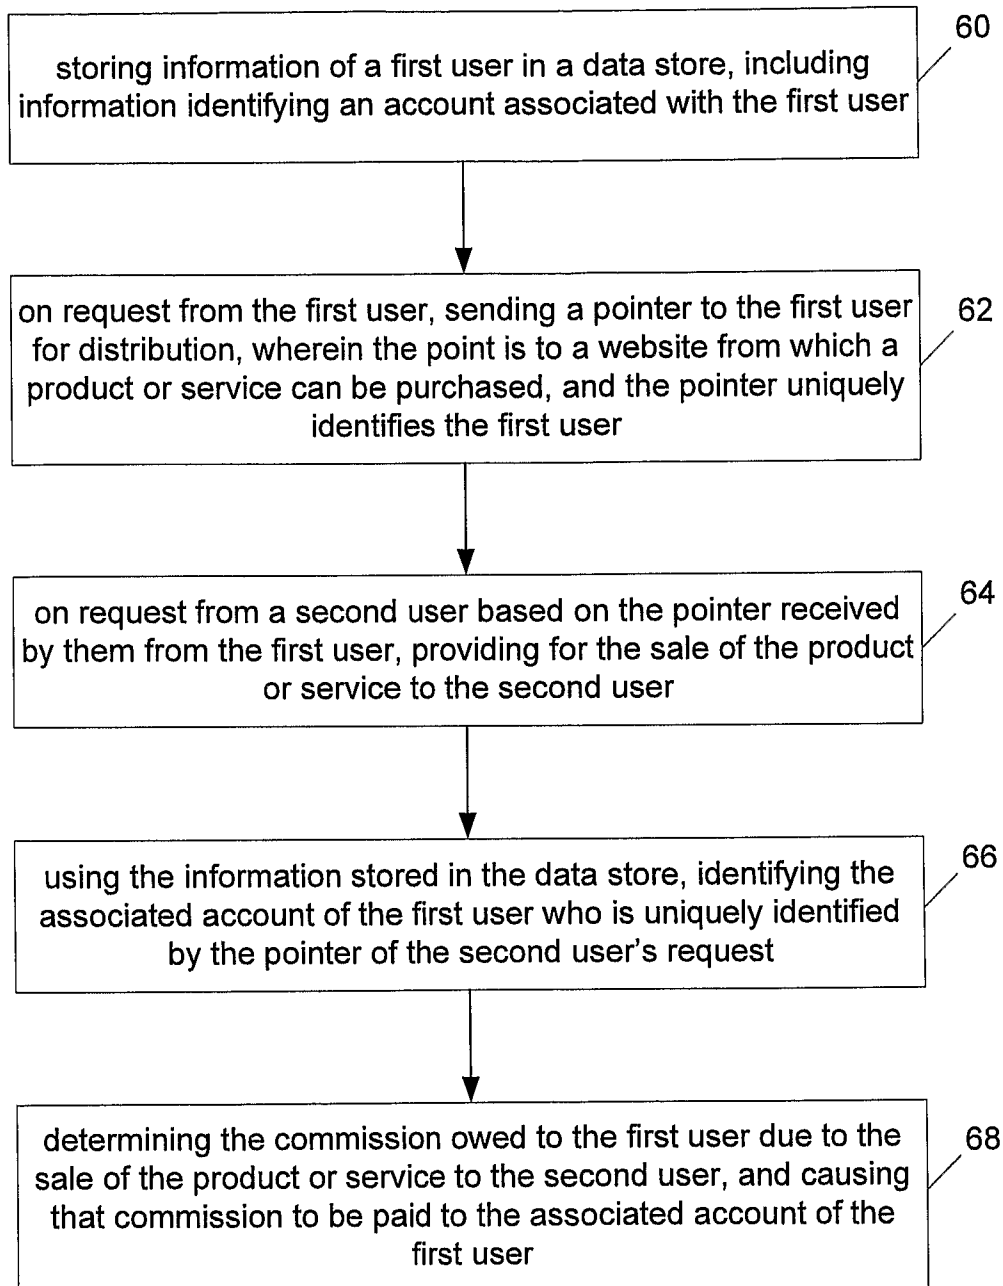 60
storing information of a first user in a data store, including
information identifying an account associated with the first user
62
on request from the first user, sending a pointer to the first user
for distribution, wherein the point is to a website from which a
product or service can be purchased, and the pointer uniquely
identifies the first user
64
on request from a second user based on the pointer received
by them from the first user, providing for the sale of the product
or service to the second user
66
using the information stored in the data store, identifying the
associated account of the first user who is uniquely identified
by the pointer of the second user's request
68
determining the commission owed to the first user due to the
sale of the product or service to the second user, and causing
that commission to be paid to the associated account of the
first user